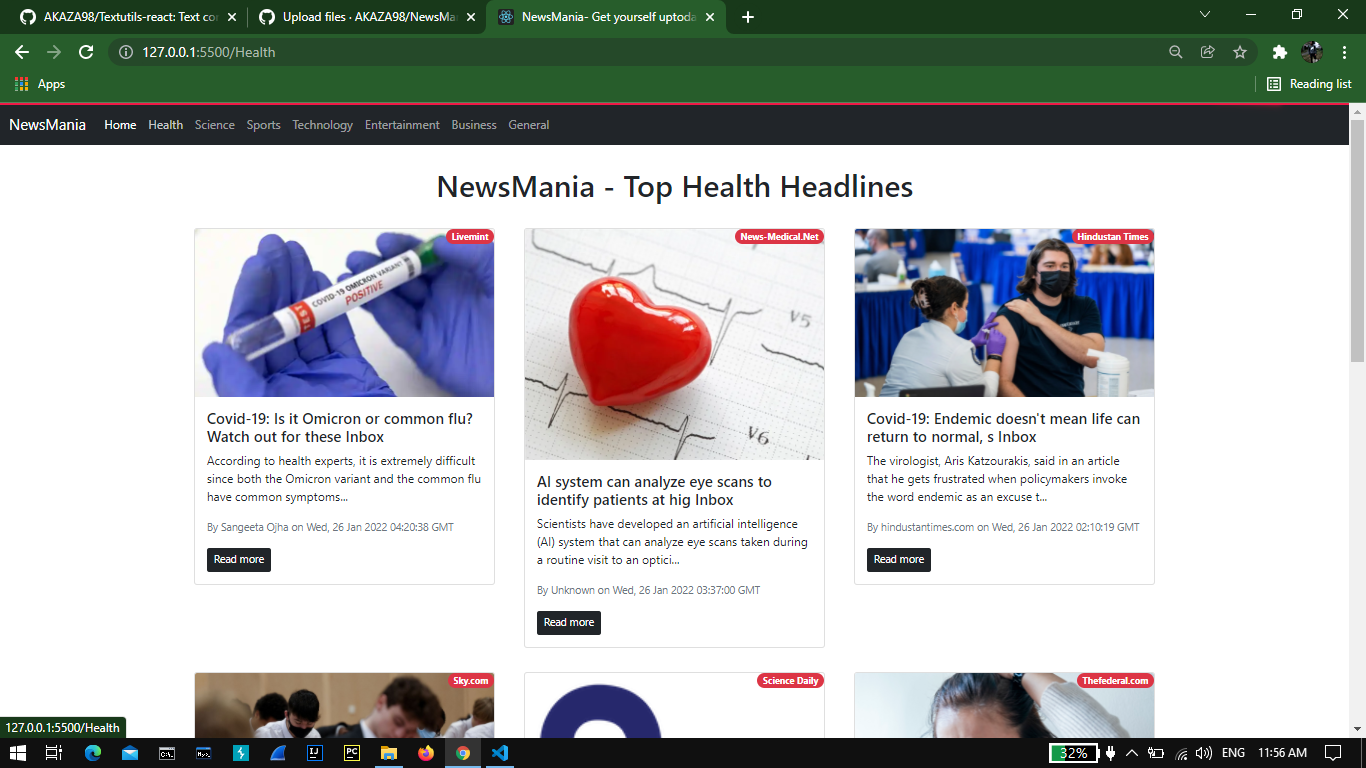 AKAZA98/Textutils-react: Text cor
Upload files · AKAZA98/NewsMa
NewsMania- Get yourself uptoda
127.0.0.1:5500/Health
Apps
Reading list
NewsMania Home Health Science Sports Technology Entertainment Business General
NewsMania - Top Health Headlines
Livemint
COVID-19 OMICRON VARIANT
POSITIVE
TEST
Covid-19: Is it Omicron or common flu?
Watch out for these Inbox
According to health experts, it is extremely difficult
since both the Omicron variant and the common flu
have common symptoms...
By Sangeeta Ojha on Wed, 26 Jan 2022 04:20:38 GMT
Read more
News-Medical.Net
V5
V6
AI system can analyze eye scans to
identify patients at hig Inbox
Scientists have developed an artificial intelligence
(AI) system that can analyze eye scans taken during
a routine visit to an optici...
By Unknown on Wed, 26 Jan 2022 03:37:00 GMT
Read more
Hindustan Times
Covid-19: Endemic doesn't mean life can
return to normal, s Inbox
The virologist, Aris Katzourakis, said in an article
that he gets frustrated when policymakers invoke
the word endemic as an excuse t...
By hindustantimes.com on Wed, 26 Jan 2022 02:10:19 GMT
Read more
Sky.com
Science Daily
Thefederal.com
127.0.0.1:5500/Health
32%
ENG
11:56 AM